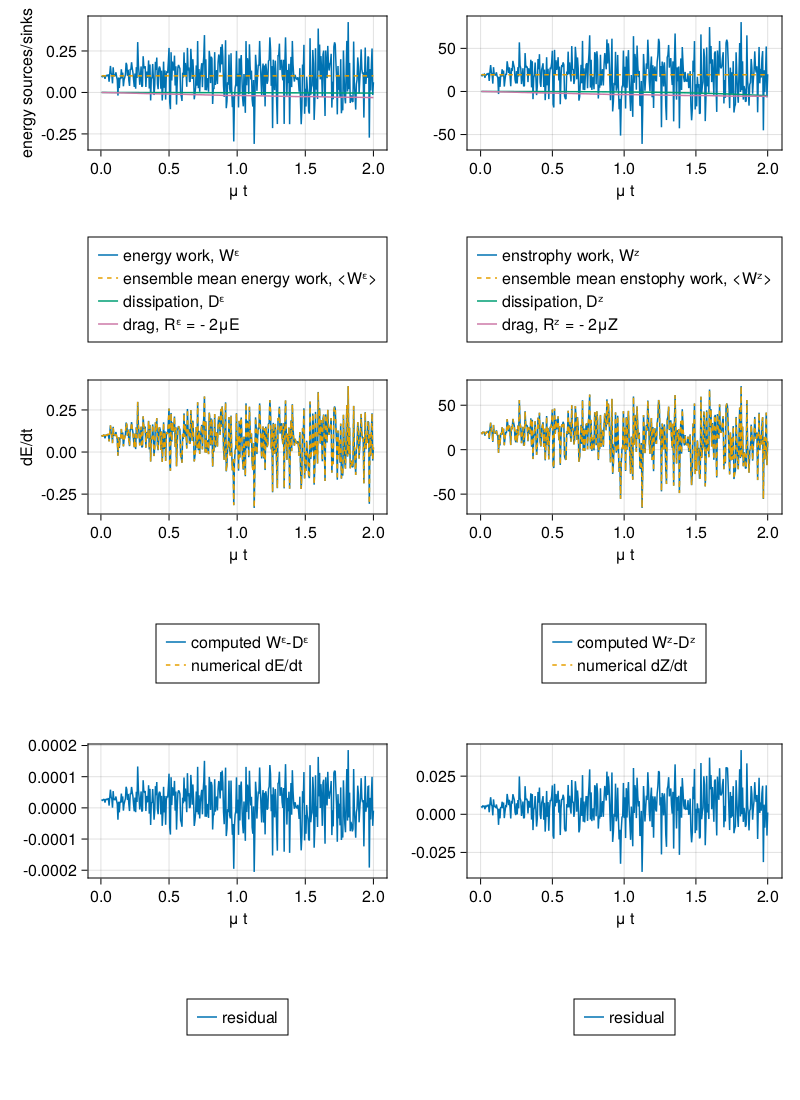 energy sources/sinks
0.25
0.00
-0.25
0.0 0.5 1.0 1.5 2.0
µ t
50
0
-50
0.0 0.5 1.0 1.5 2.0
µ t
energy work, Wᵋ
ensemble mean energy work, <Wᵋ>
dissipation, Dᵋ
drag, Rᵋ = - 2µE
enstrophy work, Wᶻ
ensemble mean enstophy work, <Wᶻ>
dissipation, Dᶻ
drag, Rᶻ = - 2µZ
dE/dt
0.25
0.00
-0.25
0.0 0.5 1.0 1.5 2.0
µ t
50
0
-50
0.0 0.5 1.0 1.5 2.0
µ t
computed Wᵋ-Dᵋ
numerical dE/dt
computed Wᶻ-Dᶻ
numerical dZ/dt
0.0002
0.0001
0.0000
-0.0001
-0.0002
0.0 0.5 1.0 1.5 2.0
µ t
0.025
0.000
-0.025
0.0 0.5 1.0 1.5 2.0
µ t
residual
residual